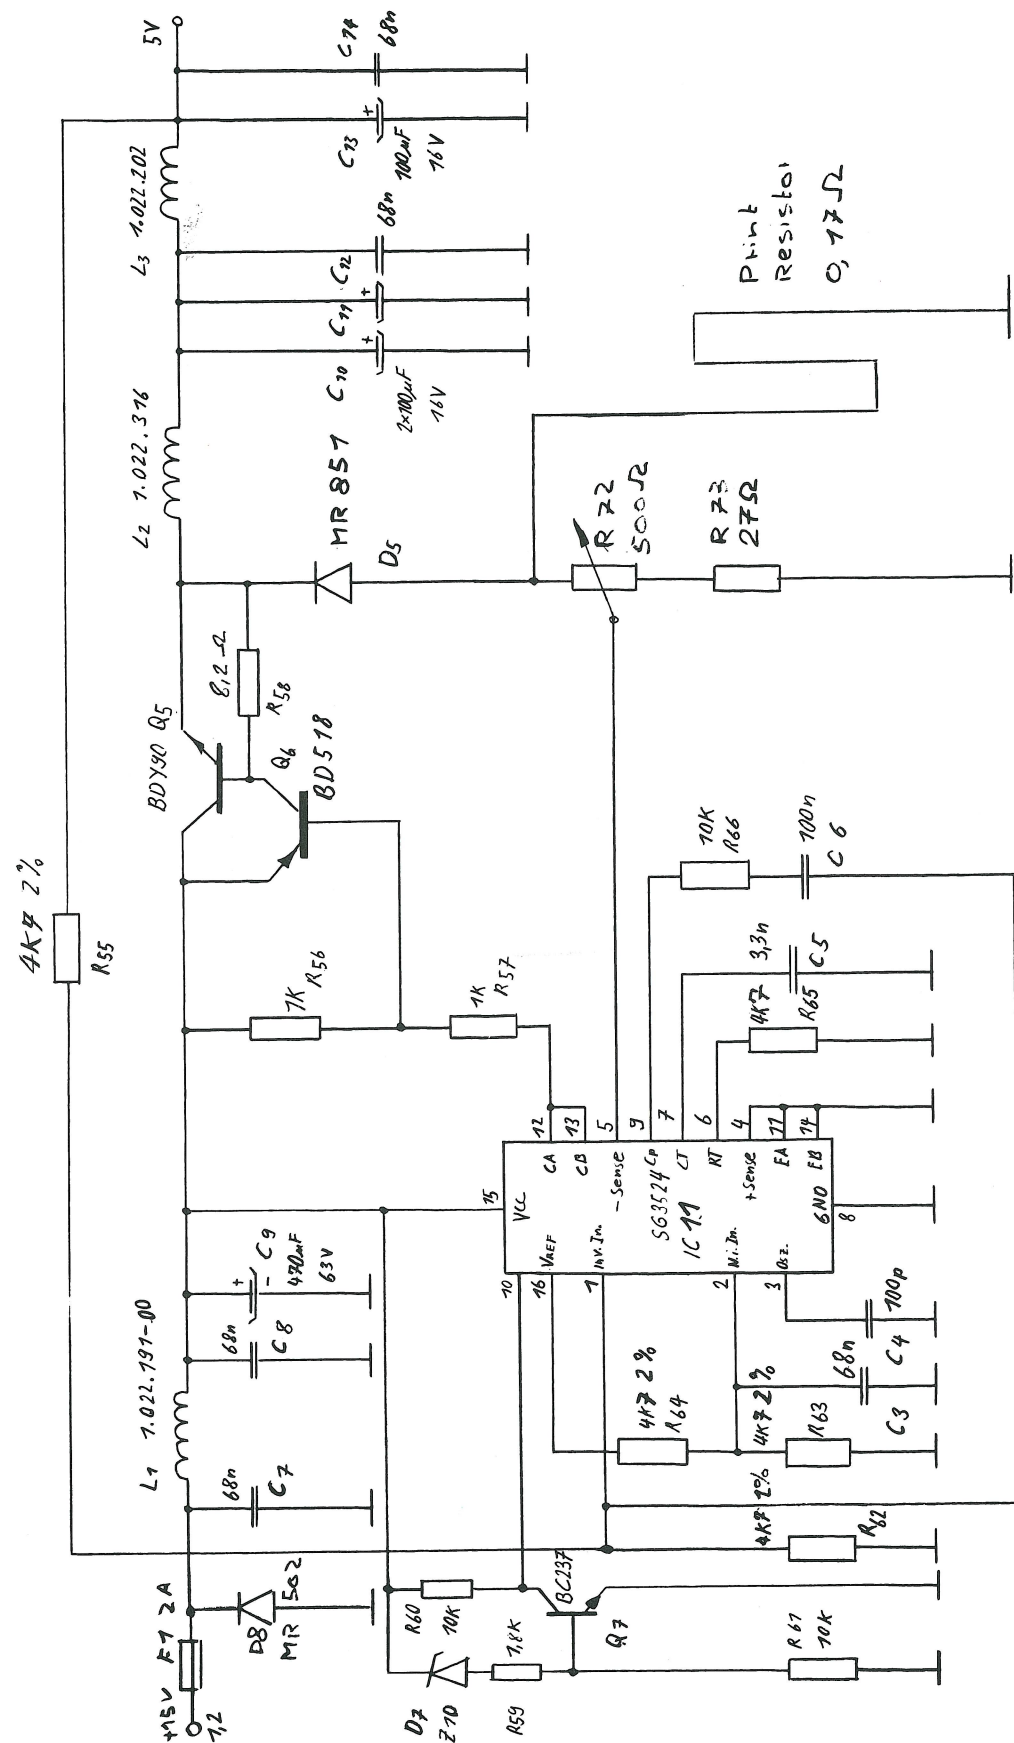 +15V
1,2
F1 2A
D8
MR 502
L1 1.022.191-00
68n
C7
68n
C8
+
- C9
470µF
63V
4K7 2%
R55
1K
R56
1K
R57
BDY90 Q5
Q6
BD518
8,2 Ω
R58
L2 1.022.316
MR 851
D5
L3 1.022.202
5V
+
C10
2x100µF
16V
+
C11
C12
68n
+
C13
100µF
16V
C14
68n
Print
Resistor
0,17Ω
R72
500Ω
R73
27Ω
D7
Z10
R59
1,8K
R60
10K
BC237
Q7
R61
10K
4K7 2%
R62
4K7 2%
R64
4K7 2%
R63
68n
C3
100p
C4
10
16
1
2
3
15
12
13
5
9
7
6
4
11
14
8
VCC
VREF
Inv.In.
N.i.In.
Osz.
CA
CB
- Sense
Cp
CT
RT
+Sense
EA
EB
GND
SG3524
IC 11
4K7
R65
3,3n
C5
10K
R66
100n
C6